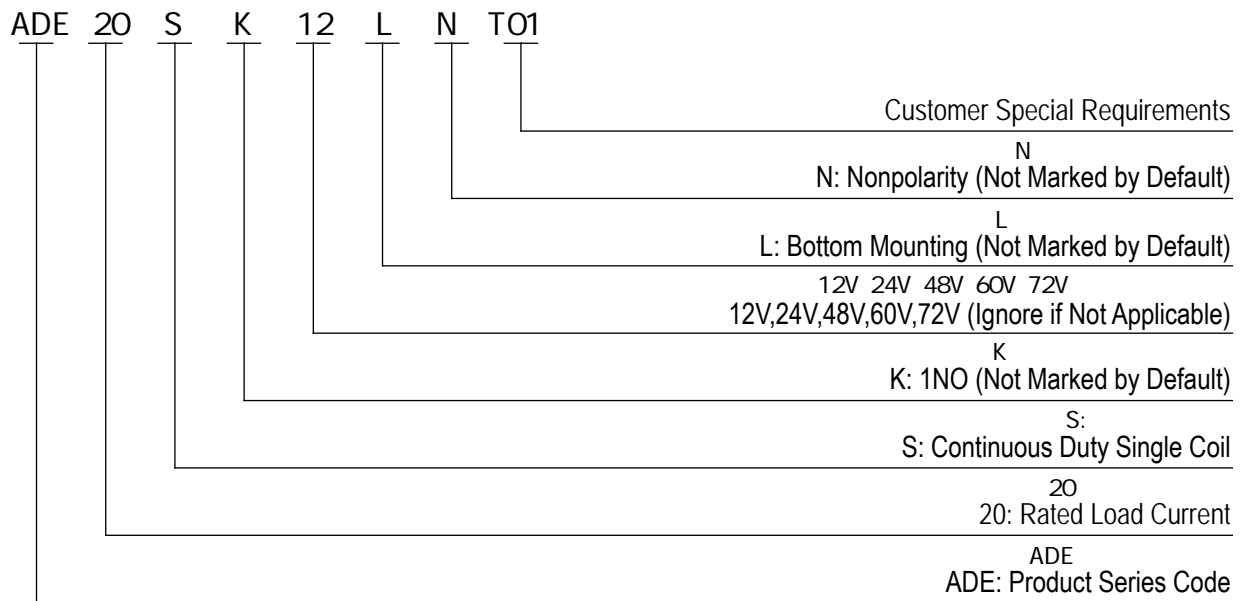 ADE 20 S K 12 L N T01
Customer Special Requirements
N
N: Nonpolarity (Not Marked by Default)
L
L: Bottom Mounting (Not Marked by Default)
12V 24V 48V 60V 72V
12V,24V,48V,60V,72V (Ignore if Not Applicable)
K
K: 1NO (Not Marked by Default)
S:
S: Continuous Duty Single Coil
20
20: Rated Load Current
ADE
ADE: Product Series Code